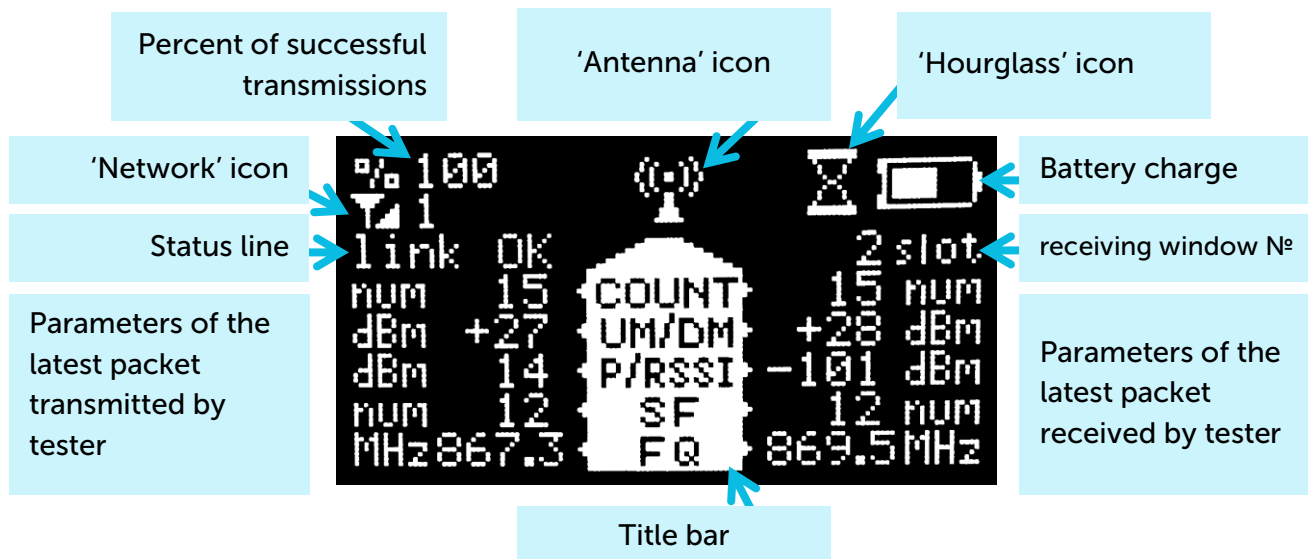 Percent of successful
transmissions
‘Antenna’ icon
‘Hourglass’ icon
‘Network’ icon
Status line
Parameters of the
latest packet
transmitted by
tester
% 100
1
link OK
2 slot
num 15 COUNT 15 num
dBm +27 UM/DM +28 dBm
dBm 14 P/RSSI -101 dBm
num 12 SF 12 num
MHz 867.3 FQ 869.5 MHz
Battery charge
receiving window №
Parameters of the
latest packet
received by tester
Title bar